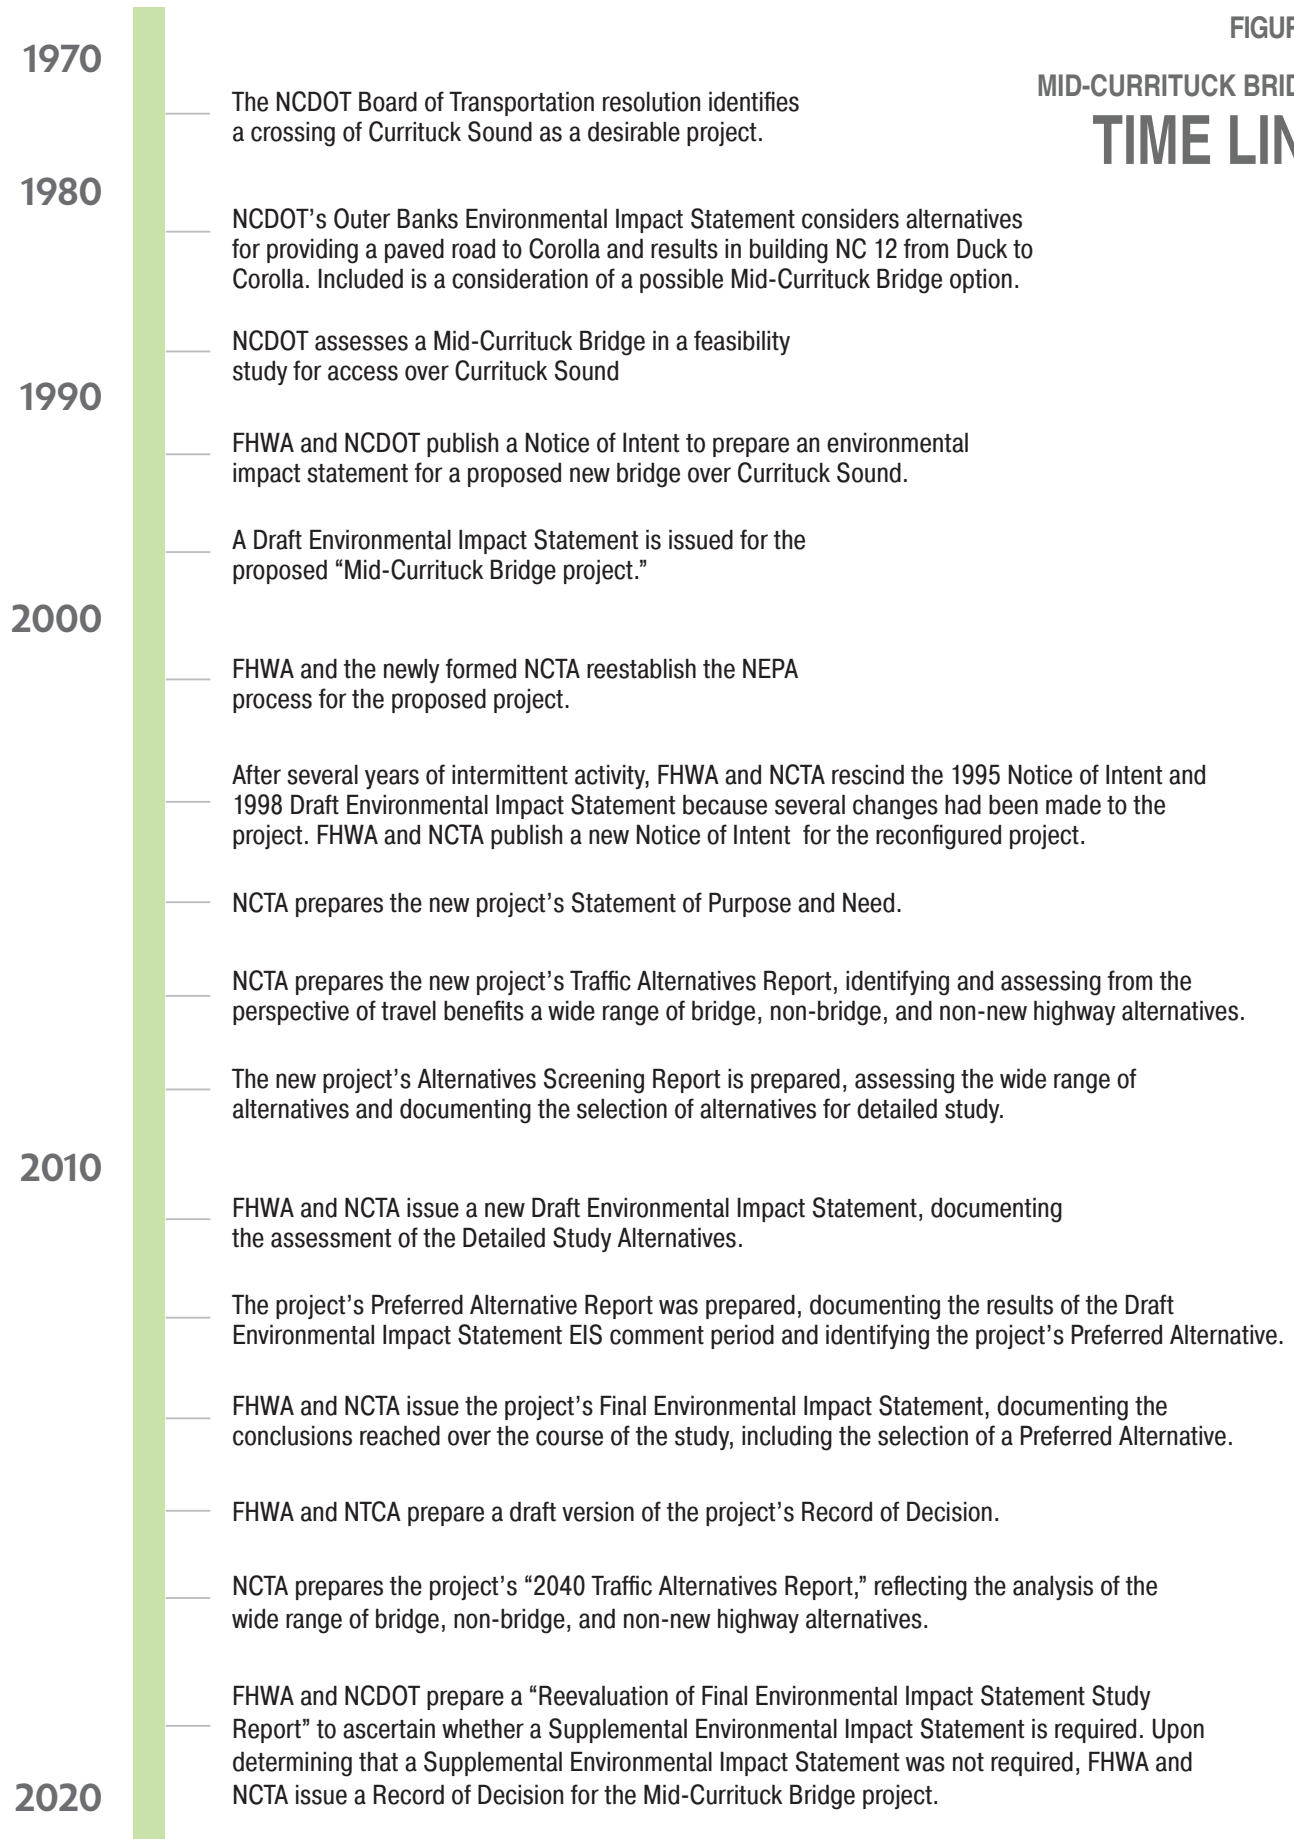 FIGUR
1970
MID-CURRITUCK BRID
The NCDOT Board of Transportation resolution identifies
a crossing of Currituck Sound as a desirable project.
TIME LIN
1980
NCDOT’s Outer Banks Environmental Impact Statement considers alternatives
for providing a paved road to Corolla and results in building NC 12 from Duck to
Corolla. Included is a consideration of a possible Mid-Currituck Bridge option.
NCDOT assesses a Mid-Currituck Bridge in a feasibility
study for access over Currituck Sound
1990
FHWA and NCDOT publish a Notice of Intent to prepare an environmental
impact statement for a proposed new bridge over Currituck Sound.
A Draft Environmental Impact Statement is issued for the
proposed “Mid-Currituck Bridge project.”
2000
FHWA and the newly formed NCTA reestablish the NEPA
process for the proposed project.
After several years of intermittent activity, FHWA and NCTA rescind the 1995 Notice of Intent and
1998 Draft Environmental Impact Statement because several changes had been made to the
project. FHWA and NCTA publish a new Notice of Intent for the reconfigured project.
NCTA prepares the new project’s Statement of Purpose and Need.
NCTA prepares the new project’s Traffic Alternatives Report, identifying and assessing from the
perspective of travel benefits a wide range of bridge, non-bridge, and non-new highway alternatives.
The new project’s Alternatives Screening Report is prepared, assessing the wide range of
alternatives and documenting the selection of alternatives for detailed study.
2010
FHWA and NCTA issue a new Draft Environmental Impact Statement, documenting
the assessment of the Detailed Study Alternatives.
The project’s Preferred Alternative Report was prepared, documenting the results of the Draft
Environmental Impact Statement EIS comment period and identifying the project’s Preferred Alternative.
FHWA and NCTA issue the project’s Final Environmental Impact Statement, documenting the
conclusions reached over the course of the study, including the selection of a Preferred Alternative.
FHWA and NTCA prepare a draft version of the project’s Record of Decision.
NCTA prepares the project’s “2040 Traffic Alternatives Report,” reflecting the analysis of the
wide range of bridge, non-bridge, and non-new highway alternatives.
FHWA and NCDOT prepare a “Reevaluation of Final Environmental Impact Statement Study
Report” to ascertain whether a Supplemental Environmental Impact Statement is required. Upon
determining that a Supplemental Environmental Impact Statement was not required, FHWA and
NCTA issue a Record of Decision for the Mid-Currituck Bridge project.
2020